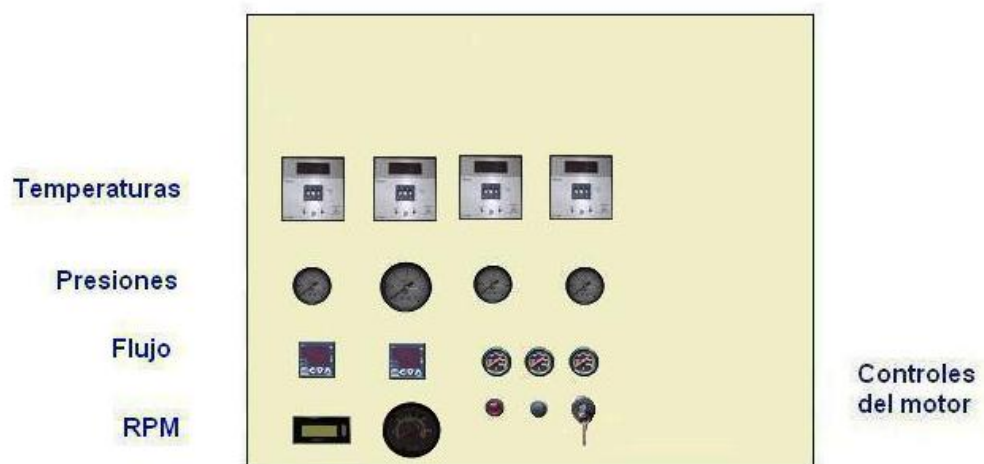 Temperaturas
Presiones
Flujo
RPM
Controles
del motor